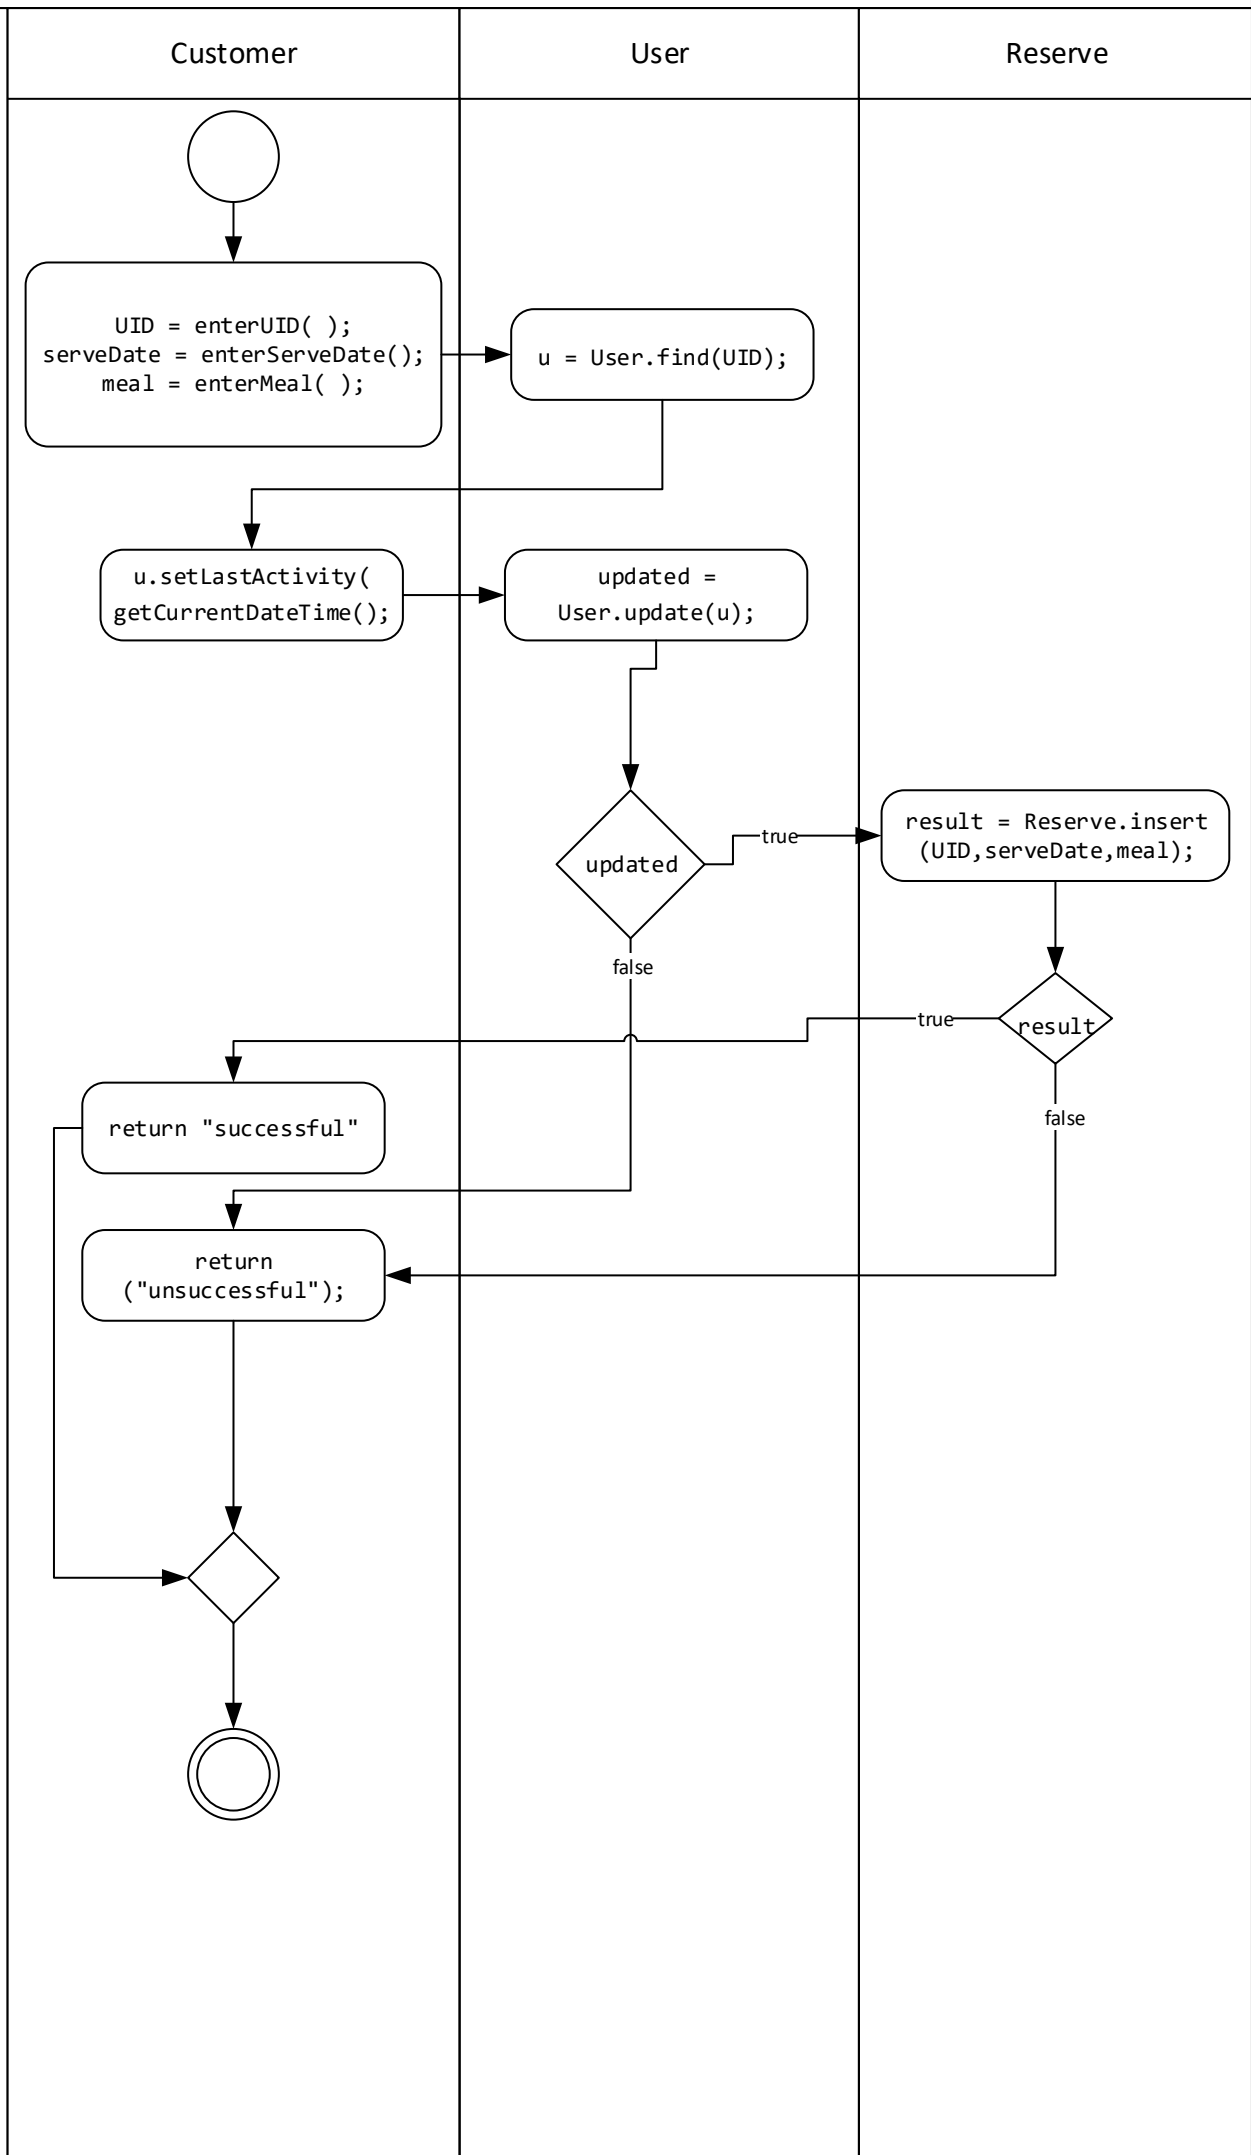 Customer
User
Reserve
UID = enterUID( );
serveDate = enterServeDate();
meal = enterMeal( );
u = User.find(UID);
u.setLastActivity(
getCurrentDateTime();
updated =
User.update(u);
updated
true
result = Reserve.insert
(UID,serveDate,meal);
false
true
result
return "successful"
false
return
("unsuccessful");